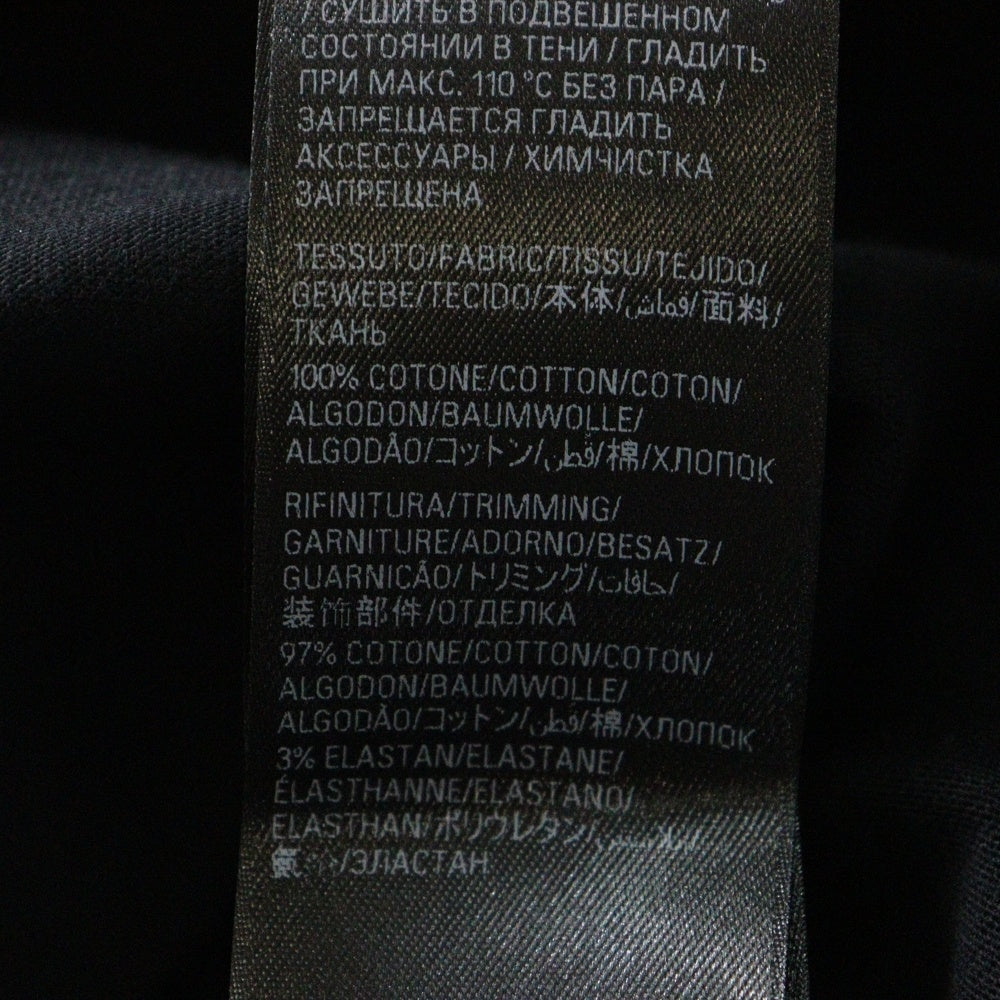 / СУШИТЬ В ПОДВЕШЕННОМ
СОСТОЯНИИ В ТЕНИ / ГЛАДИТЬ
ПРИ МАКС. 110 °C БЕЗ ПАРА /
ЗАПРЕЩАЕТСЯ ГЛАДИТЬ
АКСЕССУАРЫ / ХИМЧИСТКА
ЗАПРЕЩЕНА
TESSUTO/FABRIC/TISSU/TEJIDO/
GEWEBE/TECIDO/本体/قماش/面料/
ТКАНЬ
100% COTONE/COTTON/COTON/
ALGODON/BAUMWOLLE/
ALGODÃO/コットン/قطن/棉/ХЛОПОК
RIFINITURA/TRIMMING/
GARNITURE/ADORNO/BESATZ/
GUARNICÃO/トリミング/حافات/
装饰部件/ОТДЕЛКА
97% COTONE/COTTON/COTON/
ALGODON/BAUMWOLLE/
ALGODÃO/コットン/قطن/棉/ХЛОПОК
3% ELASTAN/ELASTANE/
ÉLASTHANNE/ELASTANO/
ELASTHAN/ポリウレタン/
氨/ЭЛАСТАН